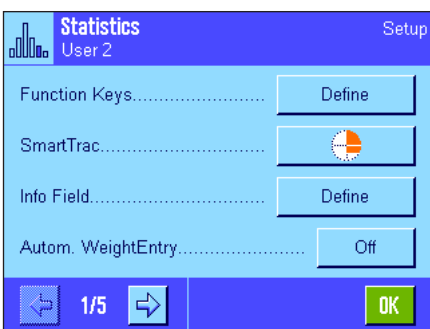 Statistics Setup
User 2
Function Keys........................ Define
SmartTrac.............................
Info Field.............................. Define
Autom. WeightEntry...................... Off
1/5 OK